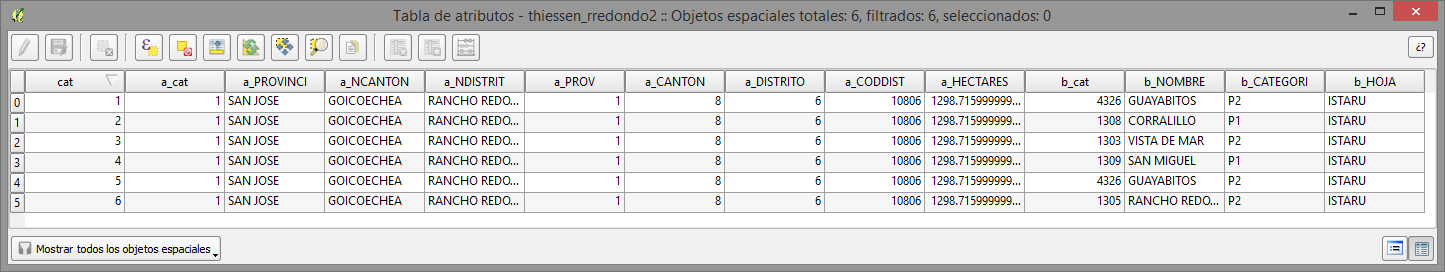 Tabla de atributos - thiessen_rredondo2 :: Objetos espaciales totales: 6, filtrados: 6, seleccionados: 0
ε
¿?
cat a_cat a_PROVINCI a_NCANTON a_NDISTRIT a_PROV a_CANTON a_DISTRITO a_CODDIST a_HECTARES b_cat b_NOMBRE b_CATEGORI b_HOJA
0 1 1 SAN JOSE GOICOECHEA RANCHO REDO... 1 8 6 10806 1298.715999999... 4326 GUAYABITOS P2 ISTARU
1 2 1 SAN JOSE GOICOECHEA RANCHO REDO... 1 8 6 10806 1298.715999999... 1308 CORRALILLO P1 ISTARU
2 3 1 SAN JOSE GOICOECHEA RANCHO REDO... 1 8 6 10806 1298.715999999... 1303 VISTA DE MAR P2 ISTARU
3 4 1 SAN JOSE GOICOECHEA RANCHO REDO... 1 8 6 10806 1298.715999999... 1309 SAN MIGUEL P1 ISTARU
4 5 1 SAN JOSE GOICOECHEA RANCHO REDO... 1 8 6 10806 1298.715999999... 4326 GUAYABITOS P2 ISTARU
5 6 1 SAN JOSE GOICOECHEA RANCHO REDO... 1 8 6 10806 1298.715999999... 1305 RANCHO REDO... P2 ISTARU
Mostrar todos los objetos espaciales